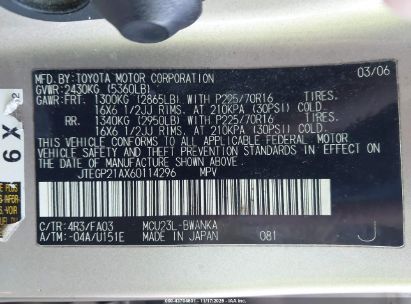 MFD.BY:TOYOTA MOTOR CORPORATION 03/06
GVWR:2430KG (5360LB)
GAWR:FRT. 1300KG (2865LB) WITH P225/70R16 TIRES.
16X6 1/2JJ RIMS. AT 210KPA (30PSI) COLD.
RR. 1340KG (2950LB) WITH P225/70R16 TIRES.
16X6 1/2JJ RIMS. AT 210KPA (30PSI) COLD.
THIS VEHICLE CONFORMS TO ALL APPLICABLE FEDERAL MOTOR
VEHICLE SAFETY AND THEFT PREVENTION STANDARDS IN EFFECT
ON THE DATE OF MANUFACTURE SHOWN ABOVE.
JTEGP21AX60114296 MPV
C/TR:4R3/FA03 MCU23L-BWANKA
A/TM:-04A/U151E MADE IN JAPAN 081 J
6 X